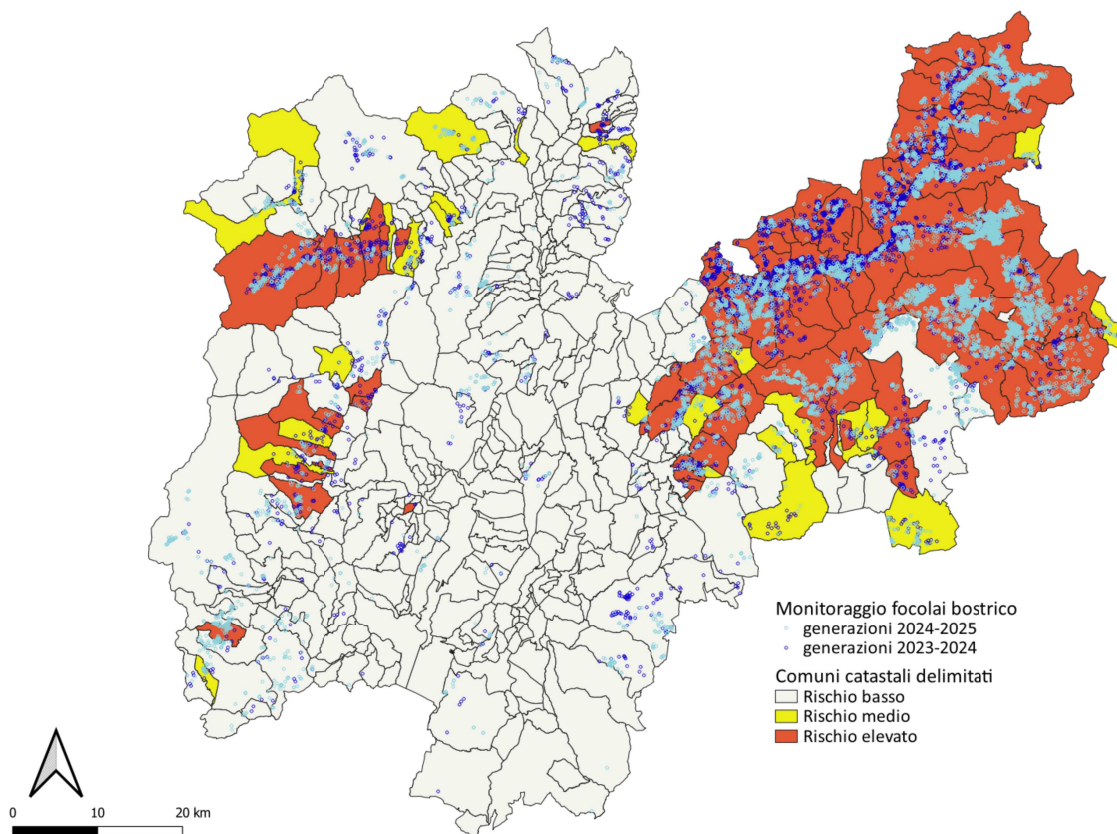 Monitoraggio focolai bostrico
generazioni 2024-2025
generazioni 2023-2024
Comuni catastali delimitati
Rischio basso
Rischio medio
Rischio elevato
0 10 20 km